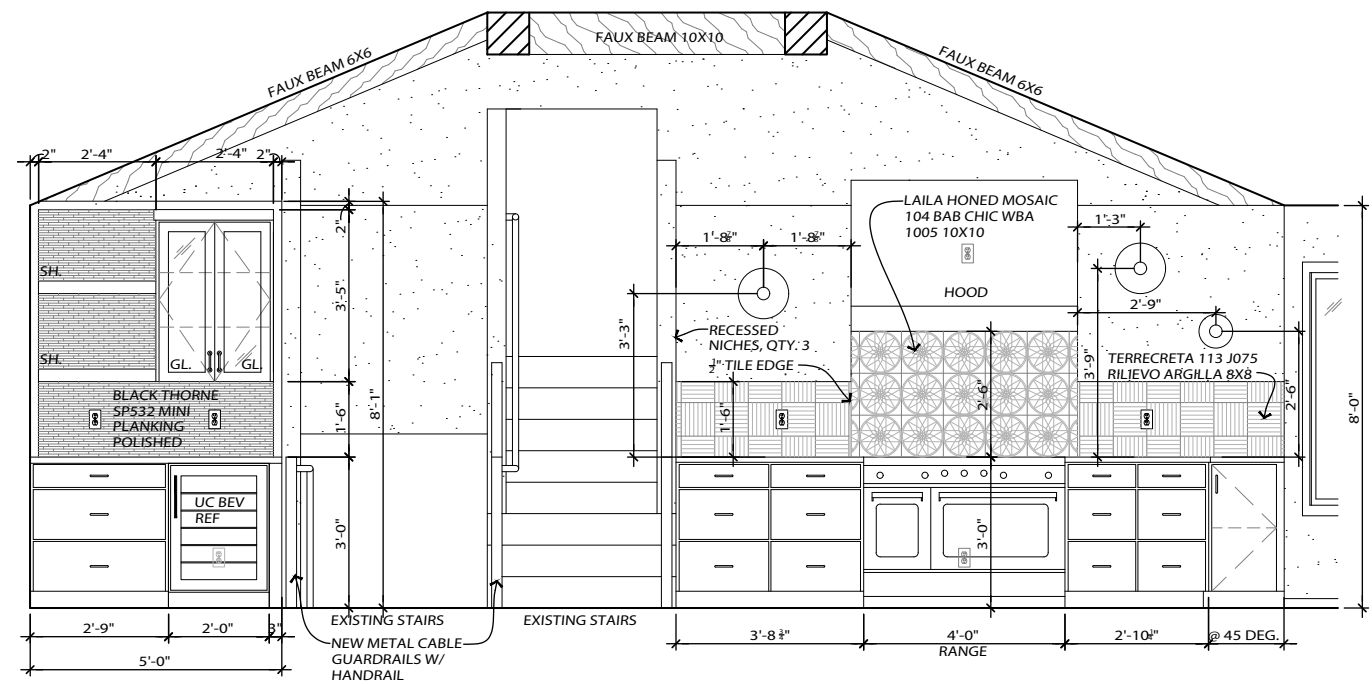 FAUX BEAM 10X10
FAUX BEAM 6X6
FAUX BEAM 6X6
2"
2'-4"
2'-4"
2"
LAILA HONED MOSAIC
104 BAB CHIC WBA
1005 10X10
1'-3"
2"
1'-8⅞"
1'-8⅞"
SH.
3'-5"
HOOD
2'-9"
3'-3"
RECESSED
NICHES, QTY. 3
½" TILE EDGE
SH.
GL.
GL.
3'-9"
TERRECRETA 113 J075
RILIEVO ARGILLA 8X8
BLACK THORNE
SP532 MINI
PLANKING
POLISHED
1'-6"
8'-1"
1'-6"
2'-6"
2'-6"
8'-0"
UC BEV
REF
3'-0"
3'-0"
EXISTING STAIRS
EXISTING STAIRS
2'-9"
2'-0"
3"
NEW METAL CABLE
GUARDRAILS W/
HANDRAIL
3'-8¾"
4'-0"
RANGE
@ 45 DEG.
5'-0"